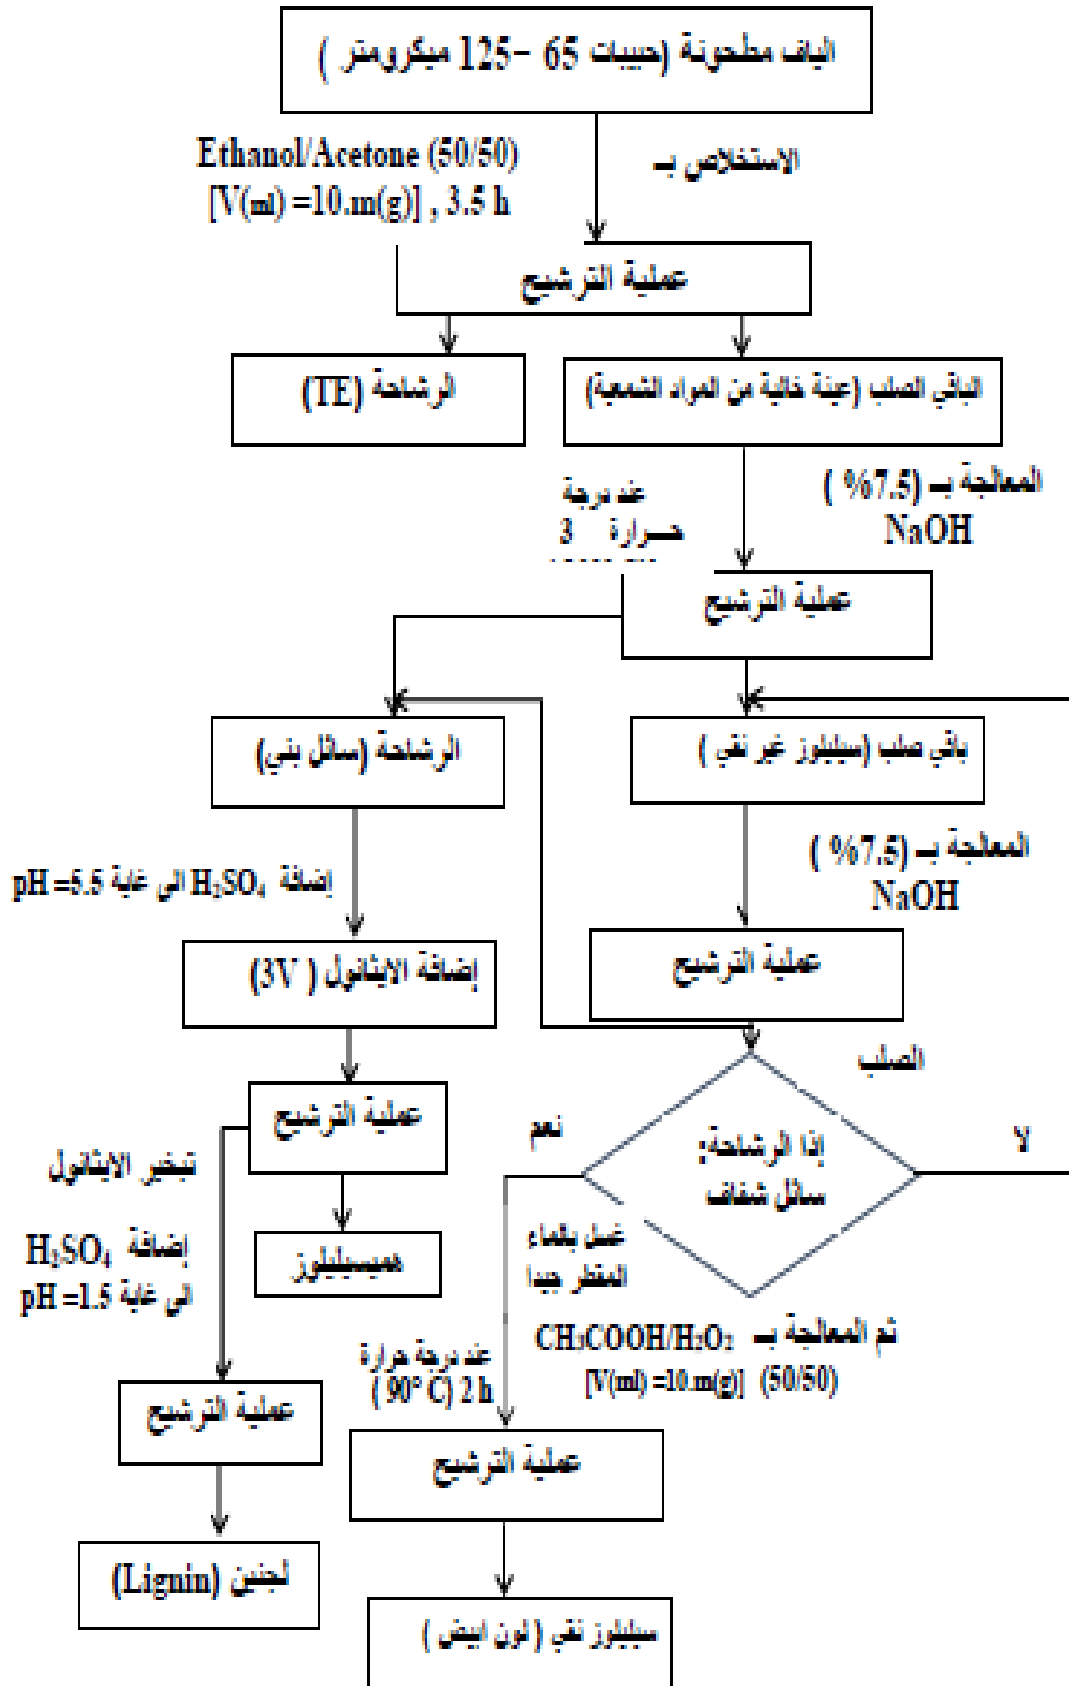 الياف مطحونة (حبيبات 65 –125 ميكرومتر )
Ethanol/Acetone (50/50)
[V(ml) =10.m(g)] , 3.5 h
الاستخلاص بـ
عملية الترشيح
الرشاحة (TE)
الباقي الصلب (عينة خالية من المواد الشمعية)
عند درجة
حـرارة 3
المعالجة بـ (7.5% )
NaOH
عملية الترشيح
الرشاحة (سائل بني)
باقي صلب (سيليلوز غير نقي )
إضافة H₂SO₄ الى غاية pH =5.5
المعالجة بـ (7.5% )
NaOH
إضافة الايثانول ( 3V)
عملية الترشيح
الصلب
عملية الترشيح
نعم
إذا الرشاحة:
سائل شفاف
لا
تبخير الايثانول
إضافة H₂SO₄
الى غاية pH =1.5
هميسيليلوز
غسل بالماء
المقطر جيدا
ثم المعالجة بـ CH₃COOH/H₂O₂
[V(ml) =10.m(g)] (50/50)
عند درجة حرارة
( 90° C) 2 h
عملية الترشيح
عملية الترشيح
لجنين (Lignin)
سيليلوز نقي ( لون ابيض )